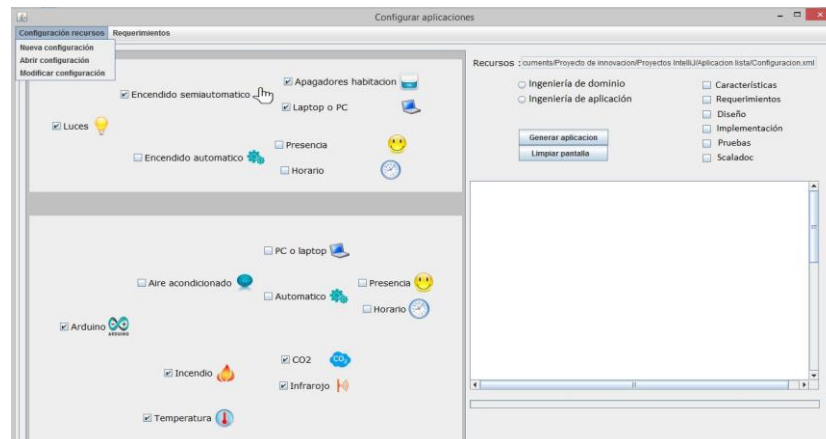 Configurar aplicaciones
Configuración recursos Requerimientos
Nueva configuración
Abrir configuración
Modificar configuración
Encendido semiautomatico
Apagadores habitacion
Laptop o PC
Luces
Encendido automatico
Presencia
Horario
PC o laptop
Aire acondicionado
Automatico
Presencia
Horario
Arduino
ARDUINO
Incendio
CO2
CO2
Infrarojo
Temperatura
Recursos : cuments/Proyecto de innovacion/Proyectos IntelliJ/Aplicacion lista/Configuracion.xml
Ingeniería de dominio
Ingeniería de aplicación
Características
Requerimientos
Diseño
Implementación
Pruebas
Scaladoc
Generar aplicacion
Limpiar pantalla